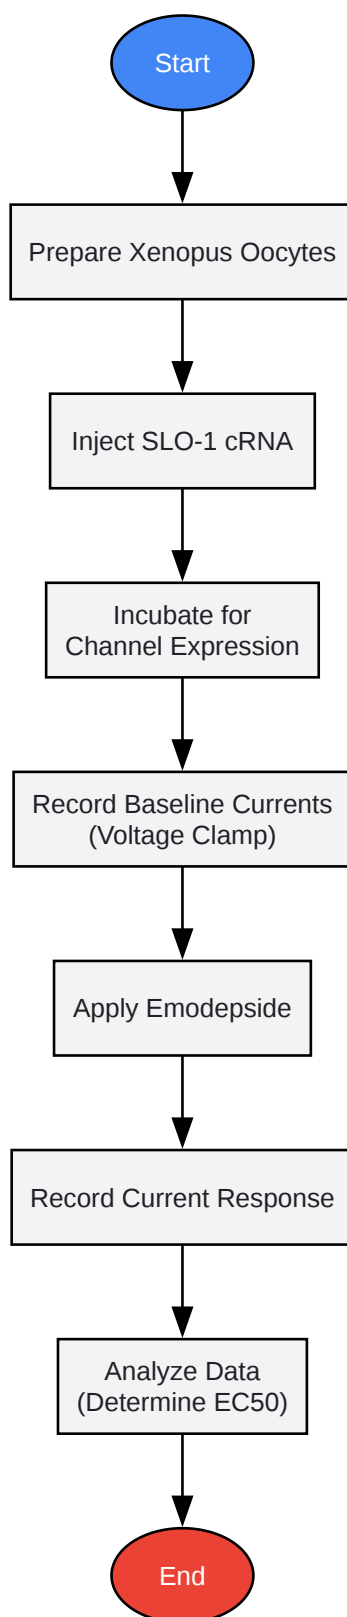 Start
Prepare Xenopus Oocytes
Inject SLO-1 cRNA
Incubate for
Channel Expression
Record Baseline Currents
(Voltage Clamp)
Apply Emodepside
Record Current Response
Analyze Data
(Determine EC50)
End